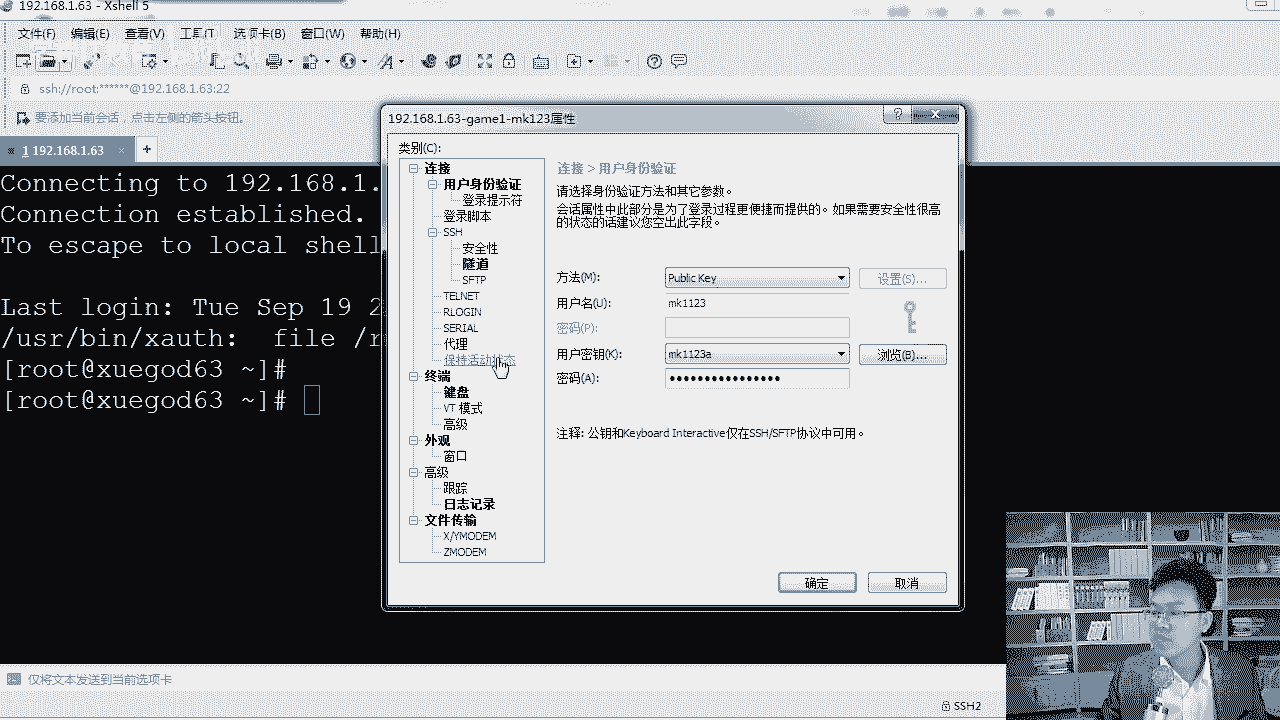 192.168.1.63 - Xshell 5
文件(F) 编辑(E) 查看(V) 工具(T) 选项卡(B) 窗口(W) 帮助(H)
ssh://root:******@192.168.1.63:22
要添加当前会话，点击左侧的箭头按钮。
1 192.168.1.63 × +
Connecting to 192.168.1.
Connection established.
To escape to local shell
Last login: Tue Sep 19 2
/usr/bin/xauth: file /r
[root@xuegod63 ~]#
[root@xuegod63 ~]#
192.168.1.63-game1-mk123属性
类别(C):
连接
用户身份验证
登录提示符
登录脚本
SSH
安全性
隧道
SFTP
TELNET
RLOGIN
SERIAL
代理
保持活动状态
终端
键盘
VT 模式
高级
外观
窗口
高级
跟踪
日志记录
文件传输
X/YMODEM
ZMODEM
连接 > 用户身份验证
请选择身份验证方法和其它参数。
会话属性中此部分是为了登录过程更便捷而提供的。如果需要安全性很高
的状态的话建议您空出此字段。
方法(M): Public Key 设置(S)...
用户名(U): mk1123
密码(P):
用户密钥(K): mk1123a 浏览(B)...
密码(A): ●●●●●●●●●●●●●●●●
注释: 公钥和Keyboard Interactive仅在SSH/SFTP协议中可用。
确定 取消
仅将文本发送到当前选项卡
SSH2